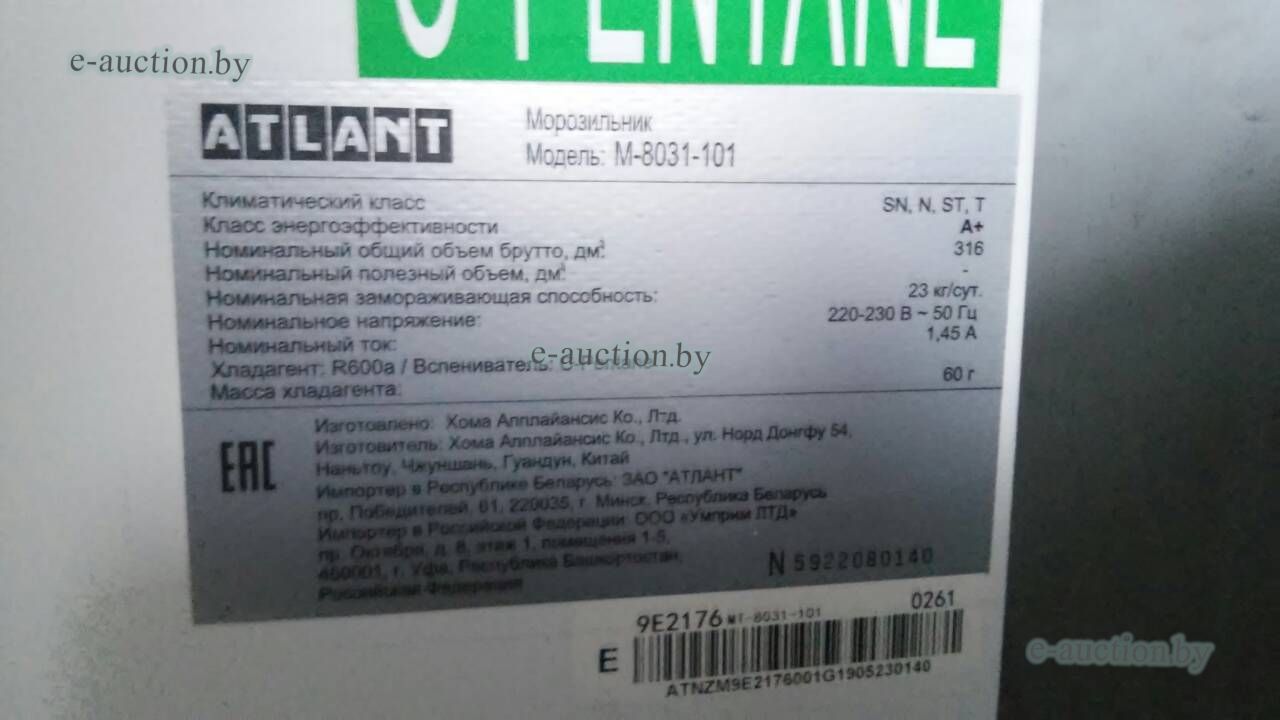 C-PENTANE
e-auction.by
ATLANT
Морозильник
Модель: М-8031-101
Климатический класс SN, N, ST, T
Класс энергоэффективности A+
Номинальный общий объем брутто, дм³ 316
Номинальный полезный объем, дм³ -
Номинальная замораживающая способность: 23 кг/сут.
Номинальное напряжение: 220-230 В ~ 50 Гц
Номинальный ток: 1,45 А
Хладагент: R600a / Вспениватель:
e-auction.by
Масса хладагента: 60 г
EAC
Изготовлено: Хома Апплайансис Ко., Лтд.
Изготовитель: Хома Апплайансис Ко., Лтд., ул. Норд Донгфу 54,
Наньтоу, Чжуншань, Гуандун, Китай
Импортер в Республике Беларусь: ЗАО "АТЛАНТ"
пр. Победителей, 61, 220035, г. Минск, Республика Беларусь
Импортер в Российской Федерации: ООО «Умприм ЛТД»
пр. Октября, д. 8, этаж 1, помещения 1-5,
450001, г. Уфа, Республика Башкортостан,
Российская Федерация
N 5922080140
9E2176 MT-8031-101 0261
E
ATNZM9E2176001G1905230140
e-auction.by